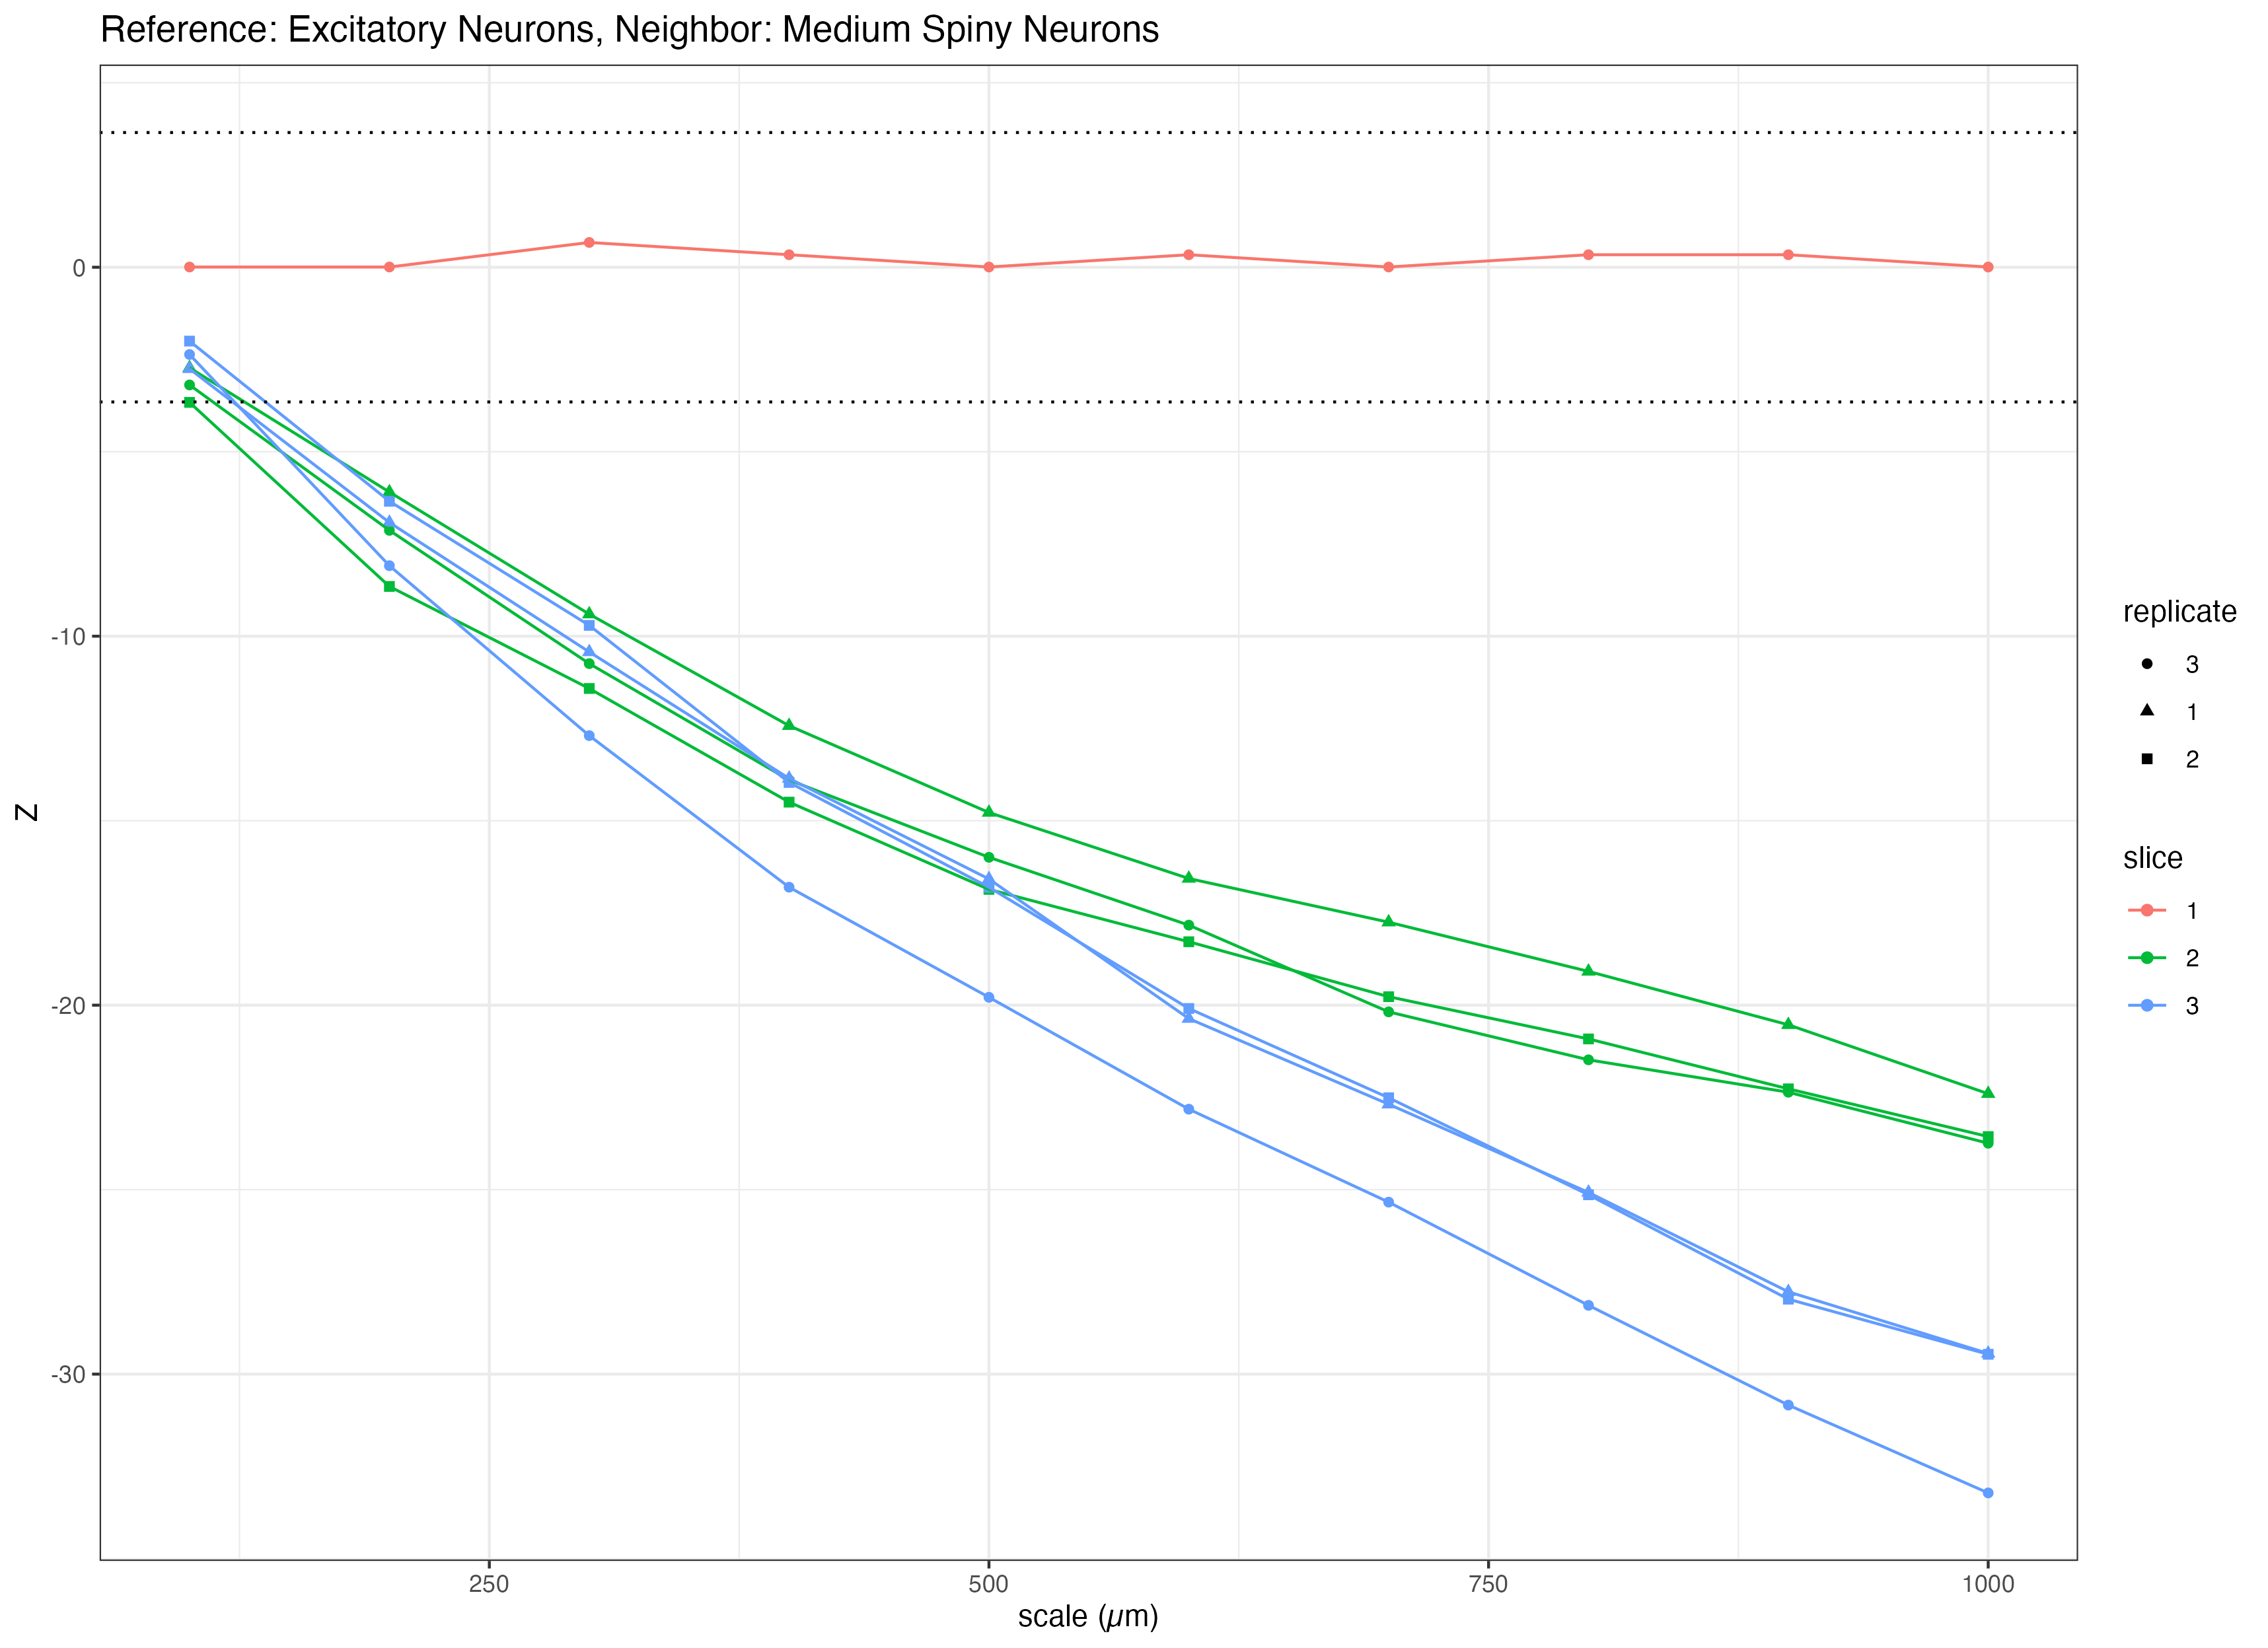 Reference: Excitatory Neurons, Neighbor: Medium Spiny Neurons
Z
0
-10
-20
-30
250
500
750
1000
scale (µm)
replicate
3
1
2
slice
1
2
3